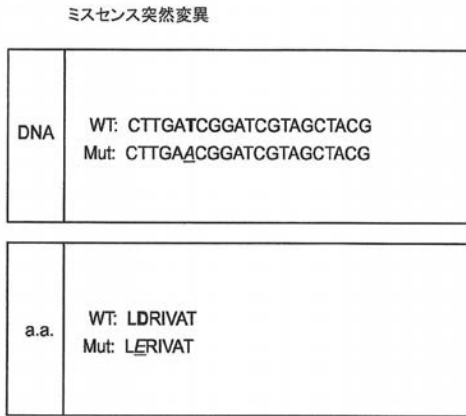 ミスセンス突然変異
DNA
WT: CTTGATCGGATCGTAGCTACG
Mut: CTTGAACGGATCGTAGCTACG
a.a.
WT: LDRIVAT
Mut: LERIVAT